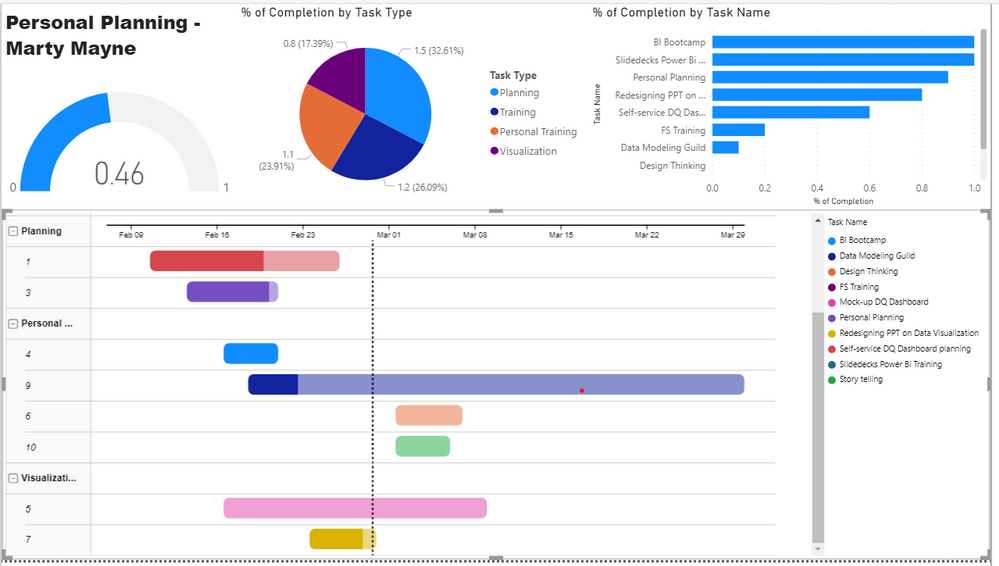 Personal Planning -
Marty Mayne
0.46
0
1
% of Completion by Task Type
0.8 (17.39%)
1.5 (32.61%)
1.1
(23.91%)
1.2 (26.09%)
Task Type
Planning
Training
Personal Training
Visualization
% of Completion by Task Name
Task Name
BI Bootcamp
Slidedecks Power Bi ...
Personal Planning
Redesigning PPT on ...
Self-service DQ Das...
FS Training
Data Modeling Guild
Design Thinking
0.0 0.2 0.4 0.6 0.8 1.0
% of Completion
Planning
Feb 09 Feb 16 Feb 23 Mar 01 Mar 08 Mar 15 Mar 22 Mar 29
1
3
Personal ...
4
9
6
10
Visualizati...
5
7
Task Name
BI Bootcamp
Data Modeling Guild
Design Thinking
FS Training
Mock-up DQ Dashboard
Personal Planning
Redesigning PPT on Data Visualization
Self-service DQ Dashboard planning
Slidedecks Power Bi Training
Story telling